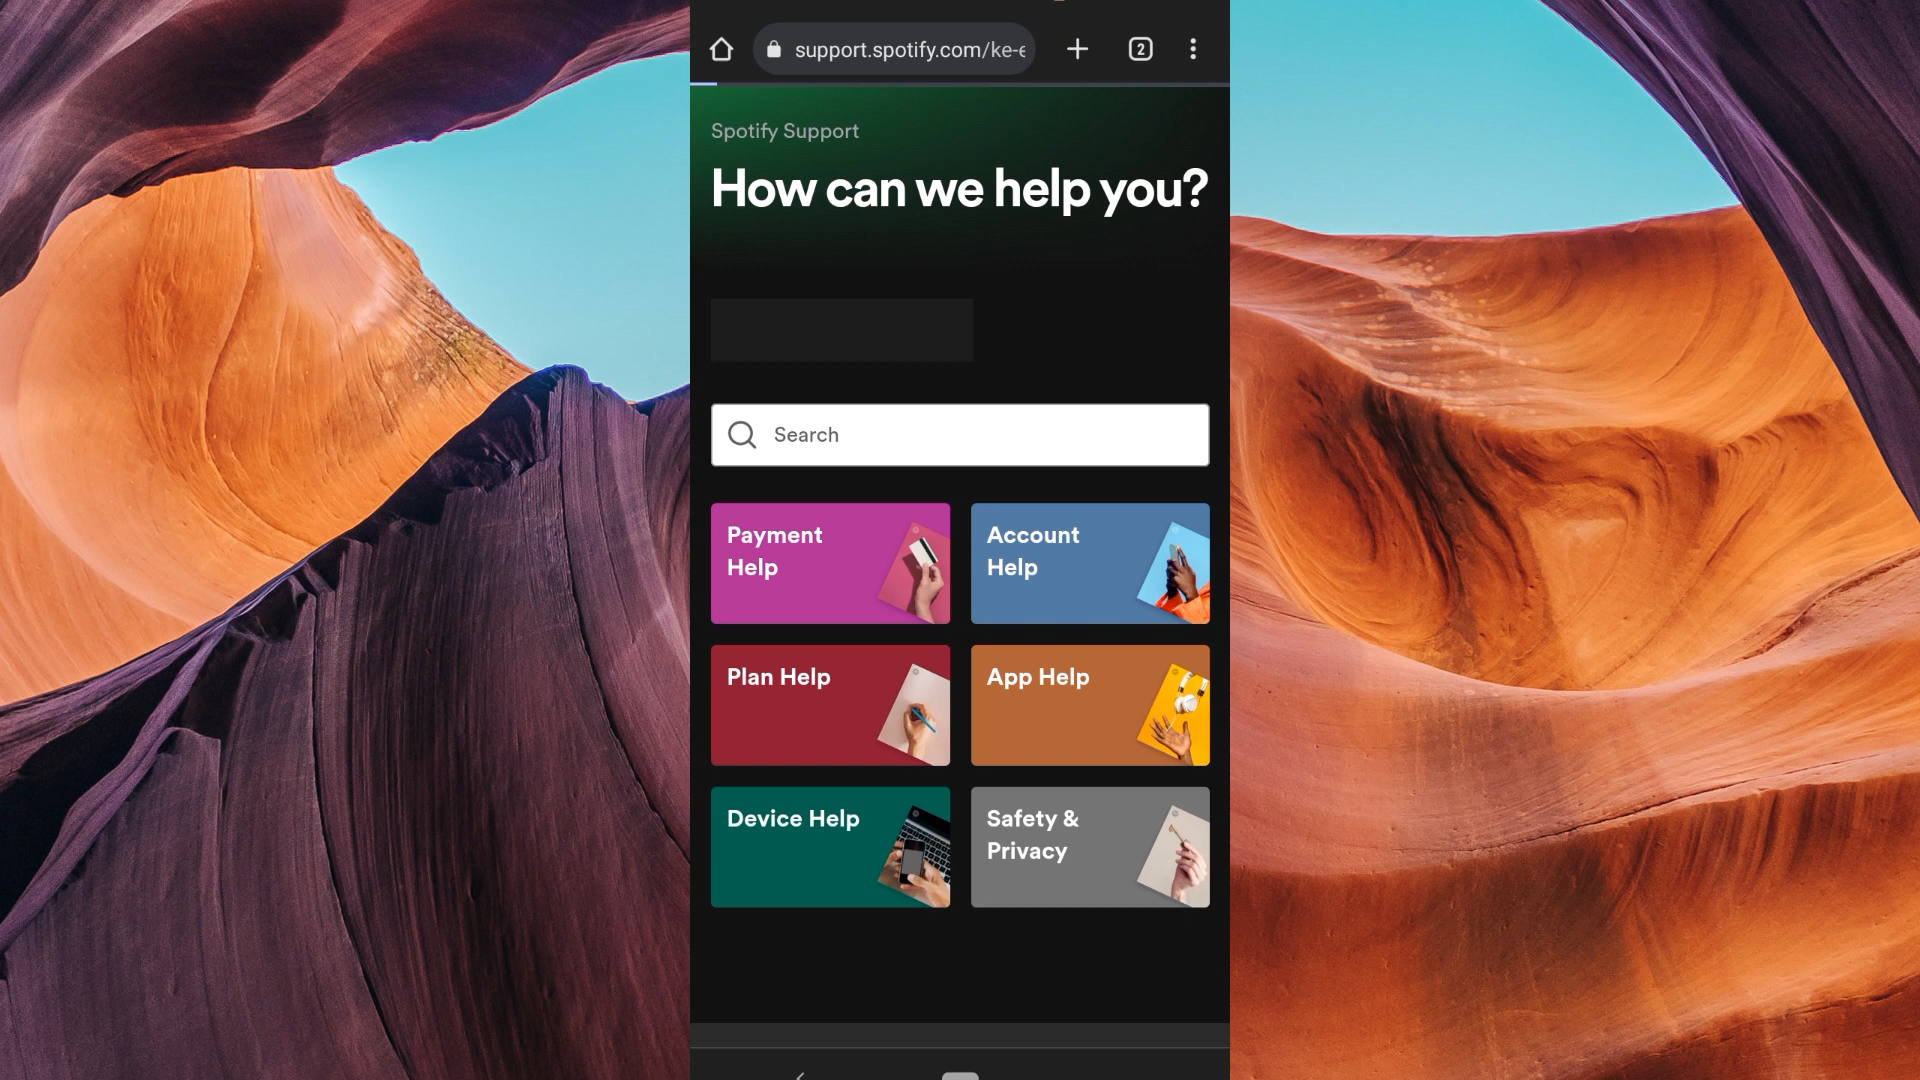 support.spotify.com/ke-e
2
Spotify Support
How can we help you?
Search
Payment
Help
Account
Help
Plan Help
App Help
Device Help
Safety &
Privacy